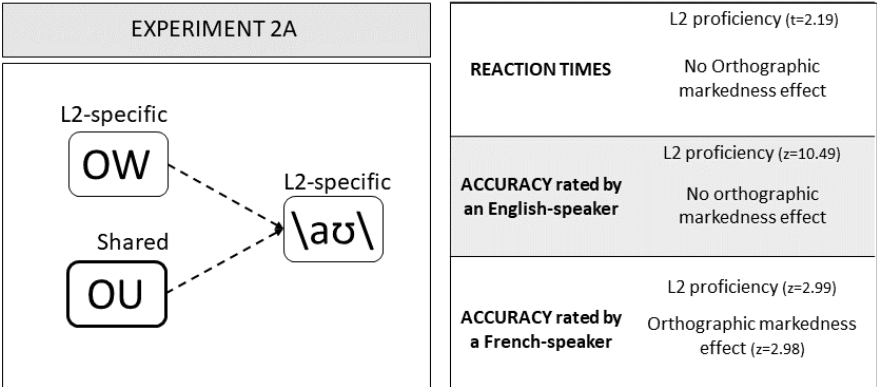 EXPERIMENT 2A
L2-specific
OW
L2-specific
\aʊ\
Shared
OU
L2 proficiency (t=2.19)
REACTION TIMES
No Orthographic
markedness effect
L2 proficiency (z=10.49)
ACCURACY rated by
an English-speaker
No orthographic
markedness effect
L2 proficiency (z=2.99)
ACCURACY rated by
a French-speaker
Orthographic markedness
effect (z=2.98)